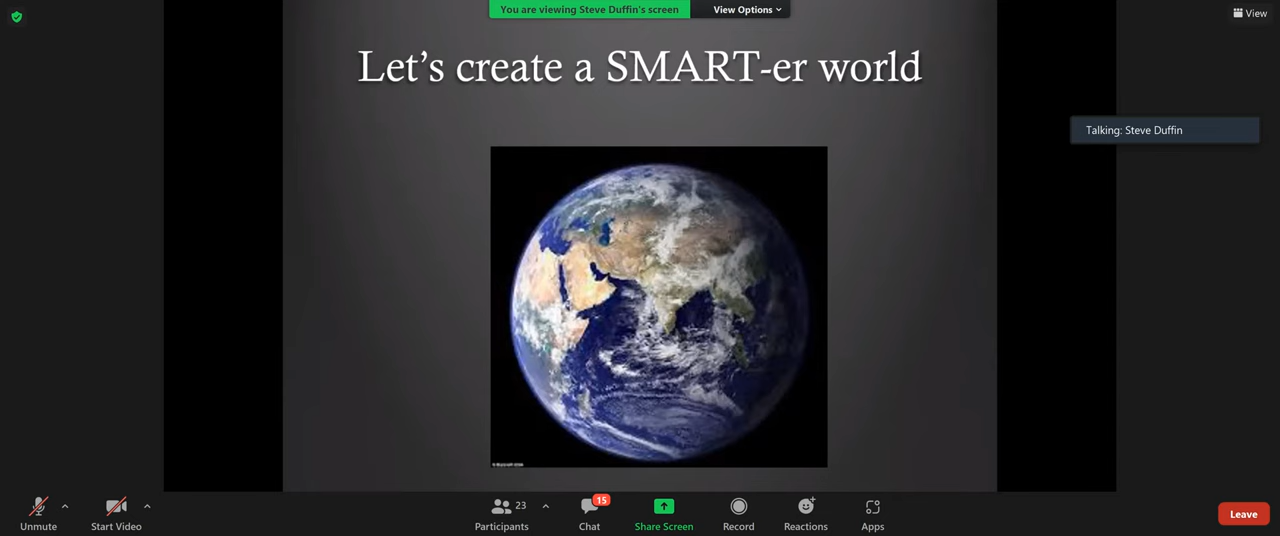 You are viewing Steve Duffin's screen
View Options
View
Let's create a SMART-er world
Talking: Steve Duffin
23
15
Unmute
Start Video
Participants
Chat
Share Screen
Record
Reactions
Apps
Leave